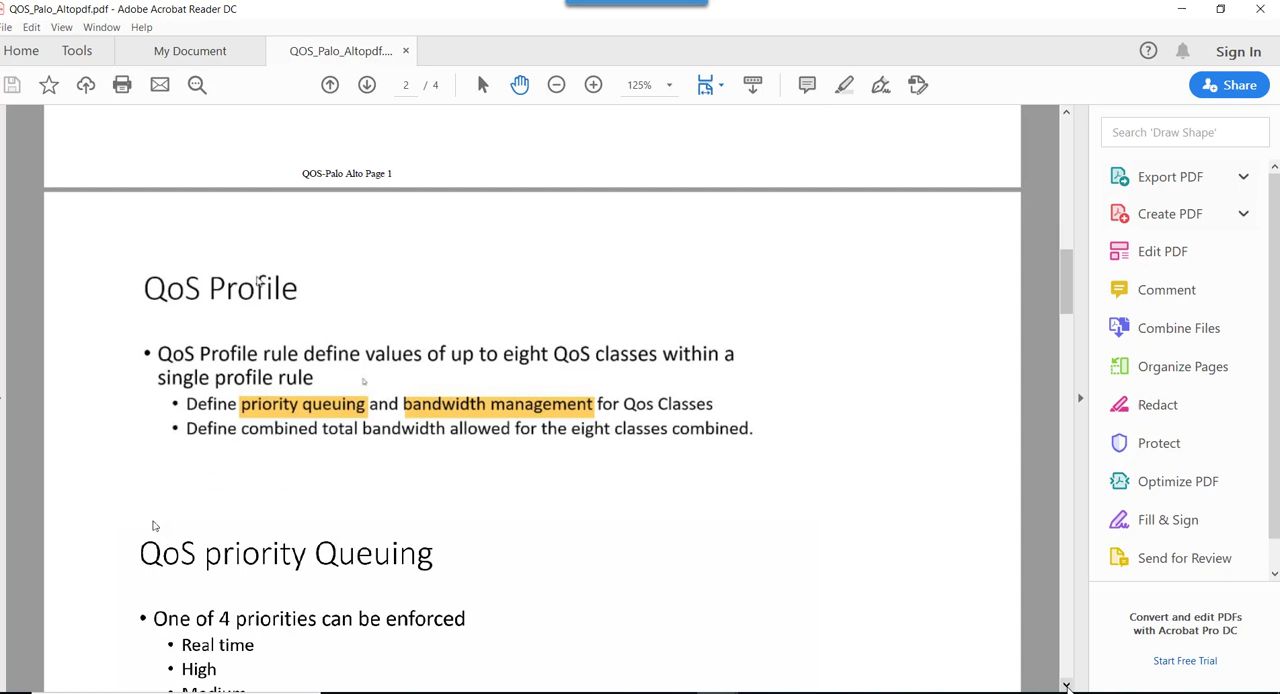 QOS_Palo_Altopdf.pdf - Adobe Acrobat Reader DC
File Edit View Window Help
Home Tools My Document QOS_Palo_Altopdf.... × Sign In
2 / 4 125% Share
QOS-Palo Alto Page 1
QoS Profile
• QoS Profile rule define values of up to eight QoS classes within a
single profile rule
• Define priority queuing and bandwidth management for Qos Classes
• Define combined total bandwidth allowed for the eight classes combined.
QoS priority Queuing
• One of 4 priorities can be enforced
• Real time
• High
• Medium
Search 'Draw Shape'
Export PDF
Create PDF
Edit PDF
Comment
Combine Files
Organize Pages
Redact
Protect
Optimize PDF
Fill & Sign
Send for Review
Convert and edit PDFs
with Acrobat Pro DC
Start Free Trial